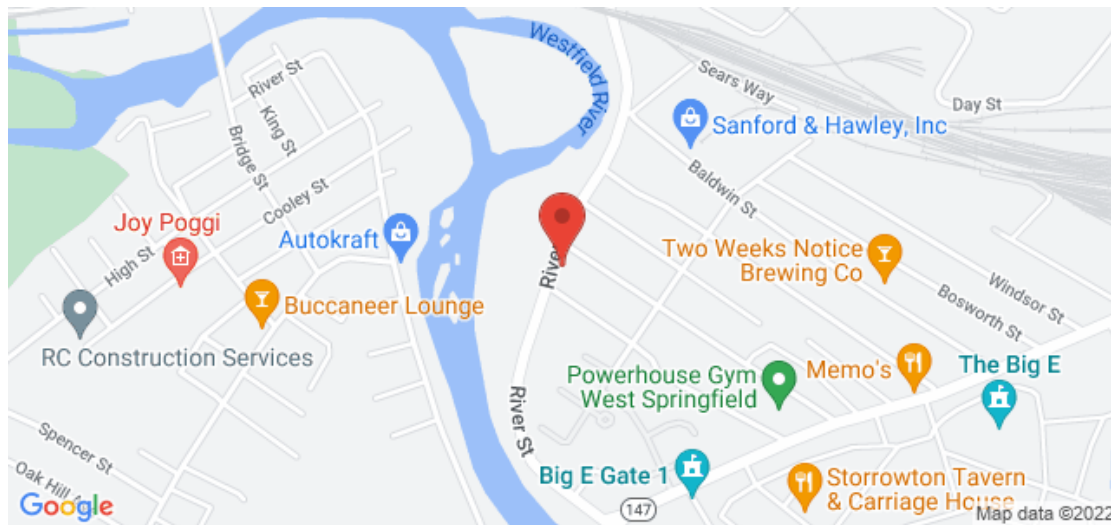 Westfield
River
River St
King St
Bridge St
Cooley St
High St
Joy Poggi
Autokraft
Buccaneer Lounge
RC Construction Services
Spencer St
Oak Hill
Google
Sears Way
Day St
Sanford & Hawley, Inc
Baldwin St
Two Weeks Notice
Brewing Co
Windsor St
Bosworth St
River
River St
Powerhouse Gym
West Springfield
Memo's
The Big E
Big E Gate 1
147
Storrowton Tavern
& Carriage House
Map data ©2022